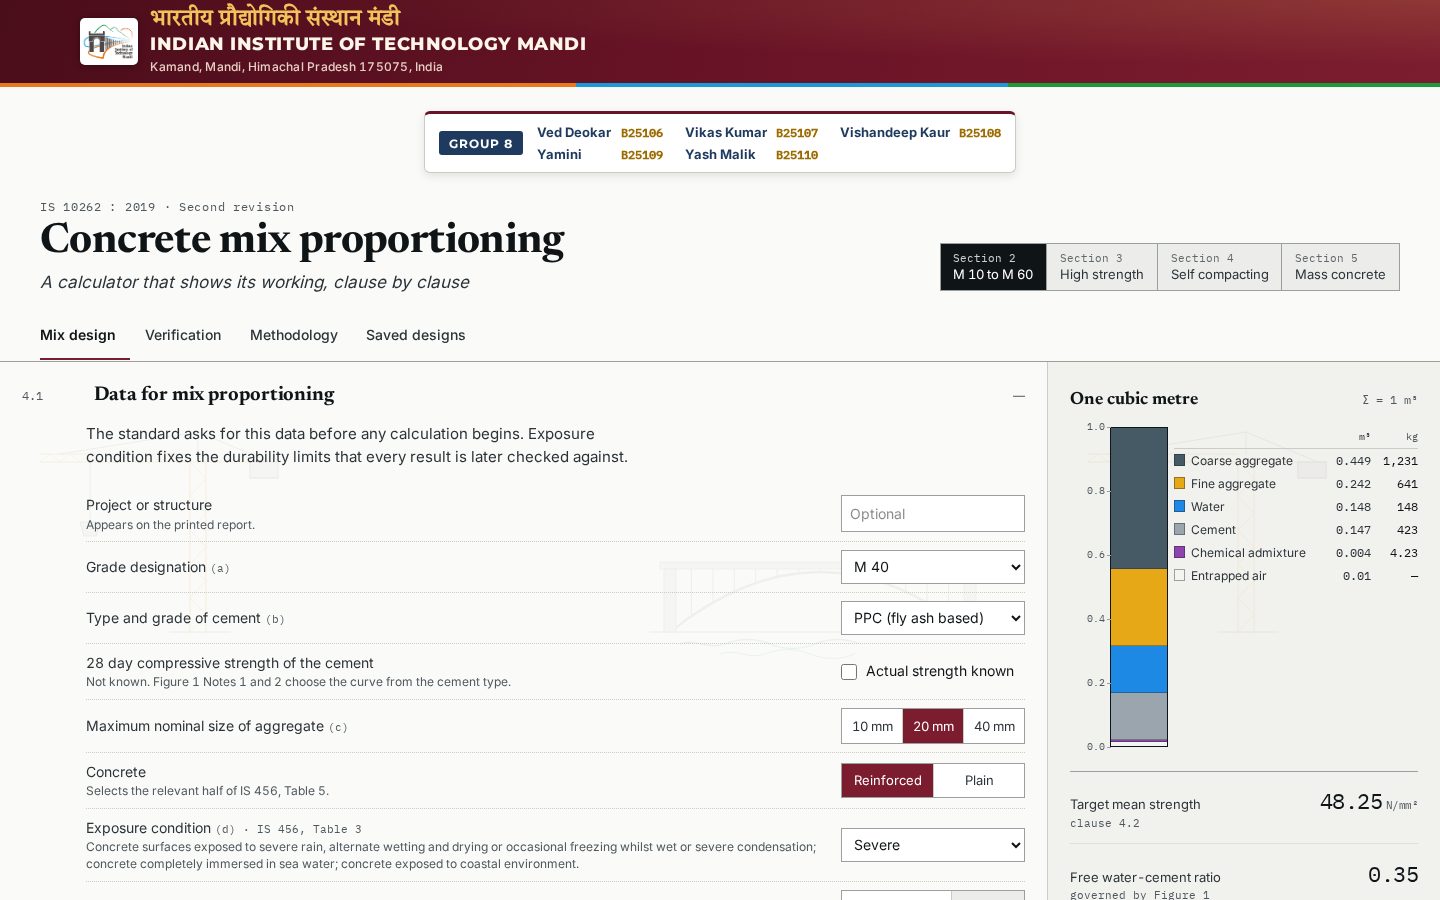 भारतीय प्रौद्योगिकी संस्थान मंडी
INDIAN INSTITUTE OF TECHNOLOGY MANDI
Kamand, Mandi, Himachal Pradesh 175075, India
GROUP 8
Ved Deokar B25106 Vikas Kumar B25107 Vishandeep Kaur B25108
Yamini B25109 Yash Malik B25110
IS 10262 : 2019 · Second revision
Concrete mix proportioning
A calculator that shows its working, clause by clause
Section 2 Section 3 Section 4 Section 5
M 10 to M 60 High strength Self compacting Mass concrete
Mix design Verification Methodology Saved designs
4.1 Data for mix proportioning —
The standard asks for this data before any calculation begins. Exposure
condition fixes the durability limits that every result is later checked against.
Project or structure
Appears on the printed report.
Optional
Grade designation (a) M 40
Type and grade of cement (b) PPC (fly ash based)
28 day compressive strength of the cement
Not known. Figure 1 Notes 1 and 2 choose the curve from the cement type.
Actual strength known
Maximum nominal size of aggregate (c) 10 mm 20 mm 40 mm
Concrete
Selects the relevant half of IS 456, Table 5.
Reinforced Plain
Exposure condition (d) · IS 456, Table 3
Concrete surfaces exposed to severe rain, alternate wetting and drying or occasional freezing whilst wet or severe condensation;
concrete completely immersed in sea water; concrete exposed to coastal environment.
Severe
One cubic metre Σ = 1 m³
1.0
0.8
0.6
0.4
0.2
0.0
m³ kg
Coarse aggregate 0.449 1,231
Fine aggregate 0.242 641
Water 0.148 148
Cement 0.147 423
Chemical admixture 0.004 4.23
Entrapped air 0.01 —
Target mean strength 48.25 N/mm²
clause 4.2
Free water-cement ratio 0.35
governed by Figure 1